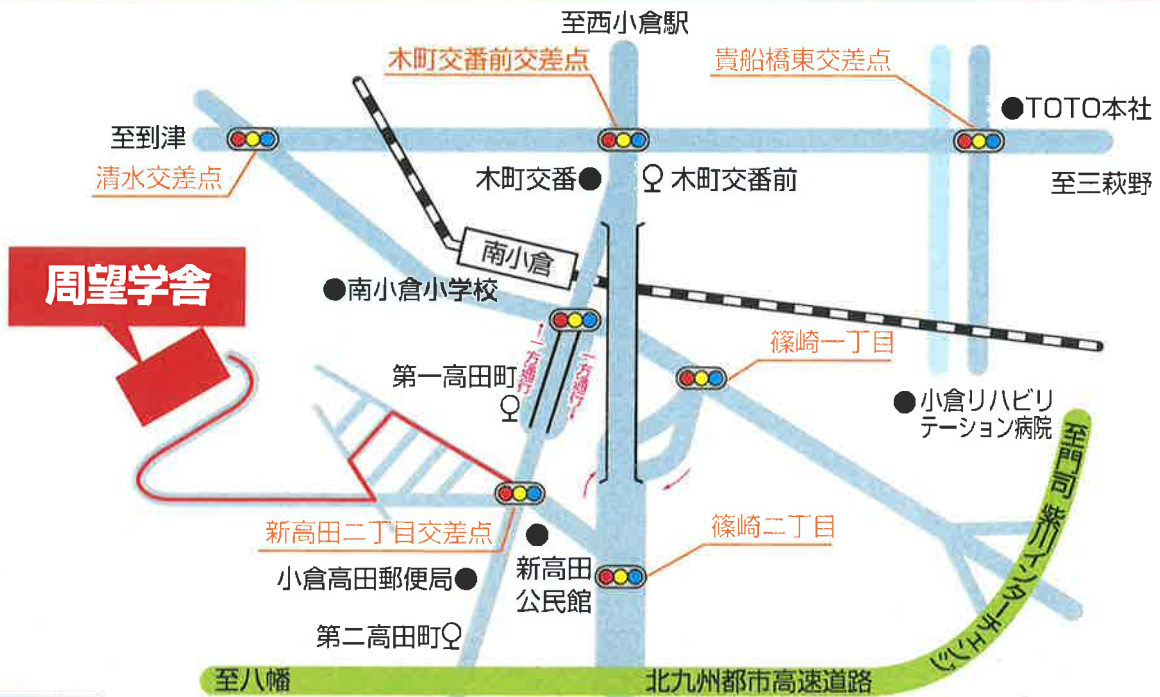 至西小倉駅
木町交番前交差点
貴船橋東交差点
●TOTO本社
至到津
清水交差点
木町交番●
木町交番前
至三萩野
南小倉
周望学舎
●南小倉小学校
篠崎一丁目
←一方通行
一方通行→
第一高田町
●小倉リハビリ
テーション病院
至門司
紫川インターチェンジ
新高田二丁目交差点
篠崎二丁目
小倉高田郵便局●
新高田
公民館
第二高田町
至八幡
北九州都市高速道路